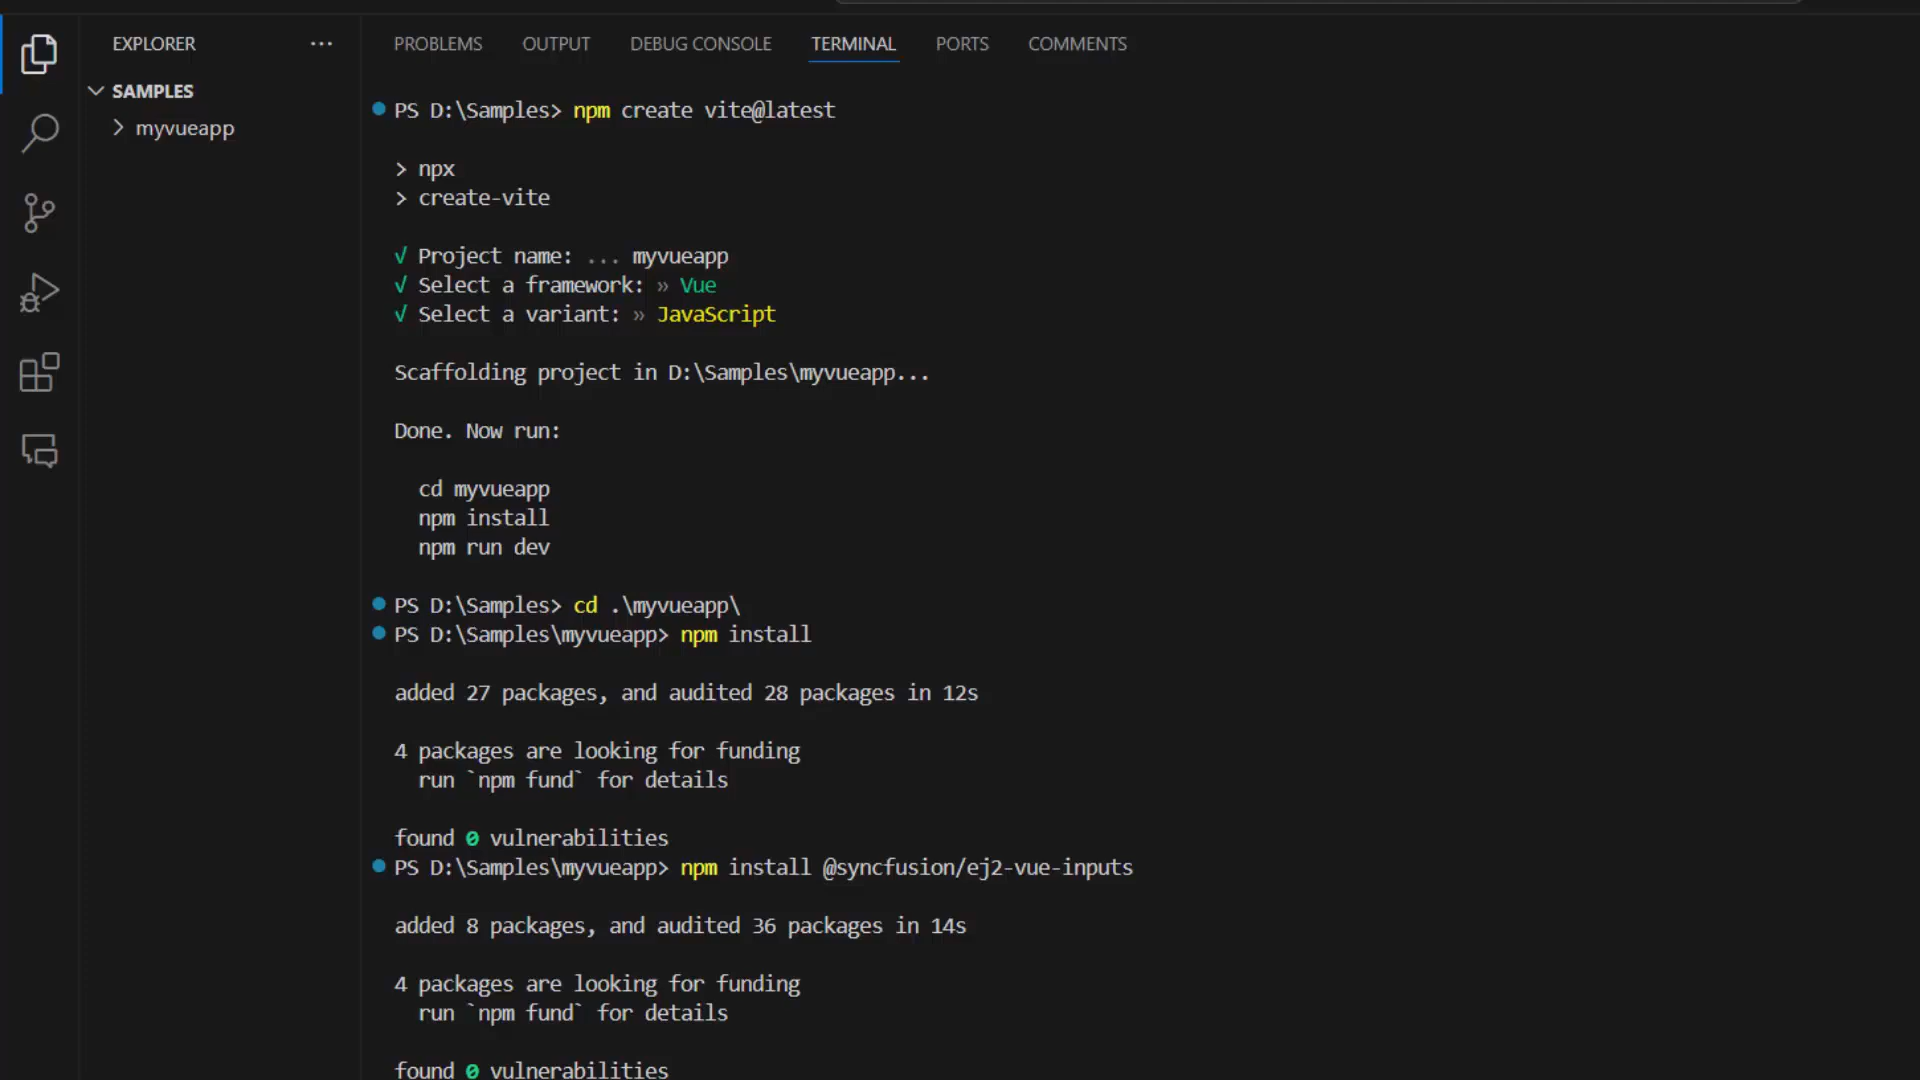 EXPLORER
SAMPLES
myvueapp
PROBLEMS OUTPUT DEBUG CONSOLE TERMINAL PORTS COMMENTS
PS D:\Samples> npm create vite@latest
> npx
> create-vite
√ Project name: ... myvueapp
√ Select a framework: » Vue
√ Select a variant: » JavaScript
Scaffolding project in D:\Samples\myvueapp...
Done. Now run:
cd myvueapp
npm install
npm run dev
PS D:\Samples> cd .\myvueapp\
PS D:\Samples\myvueapp> npm install
added 27 packages, and audited 28 packages in 12s
4 packages are looking for funding
run `npm fund` for details
found 0 vulnerabilities
PS D:\Samples\myvueapp> npm install @syncfusion/ej2-vue-inputs
added 8 packages, and audited 36 packages in 14s
4 packages are looking for funding
run `npm fund` for details
found 0 vulnerabilities